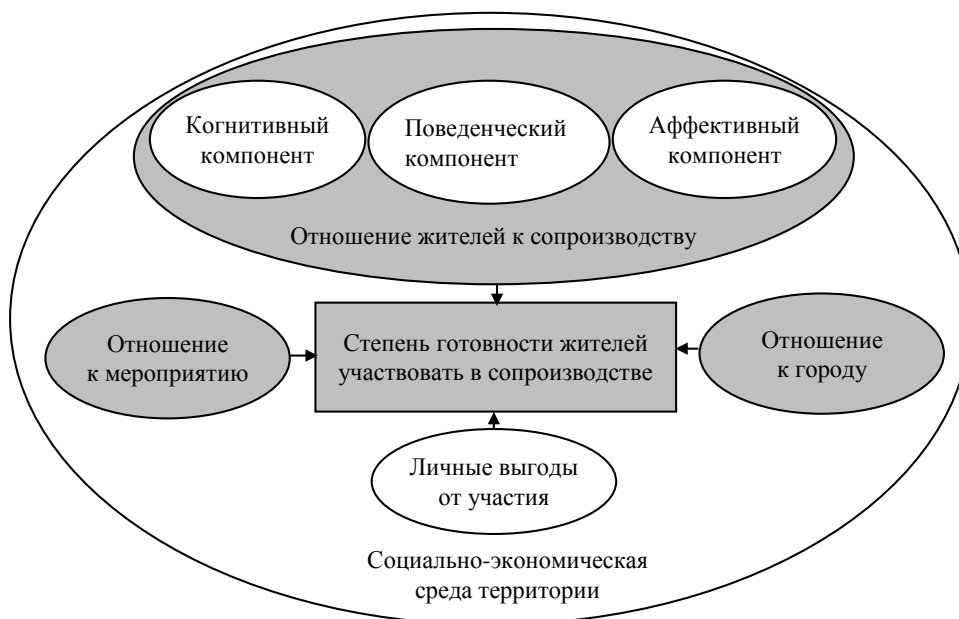 Когнитивный
компонент
Поведенческий
компонент
Аффективный
компонент
Отношение жителей к сопроизводству
Отношение
к мероприятию
Степень готовности жителей
участвовать в сопроизводстве
Отношение
к городу
Личные выгоды
от участия
Социально-экономическая
среда территории